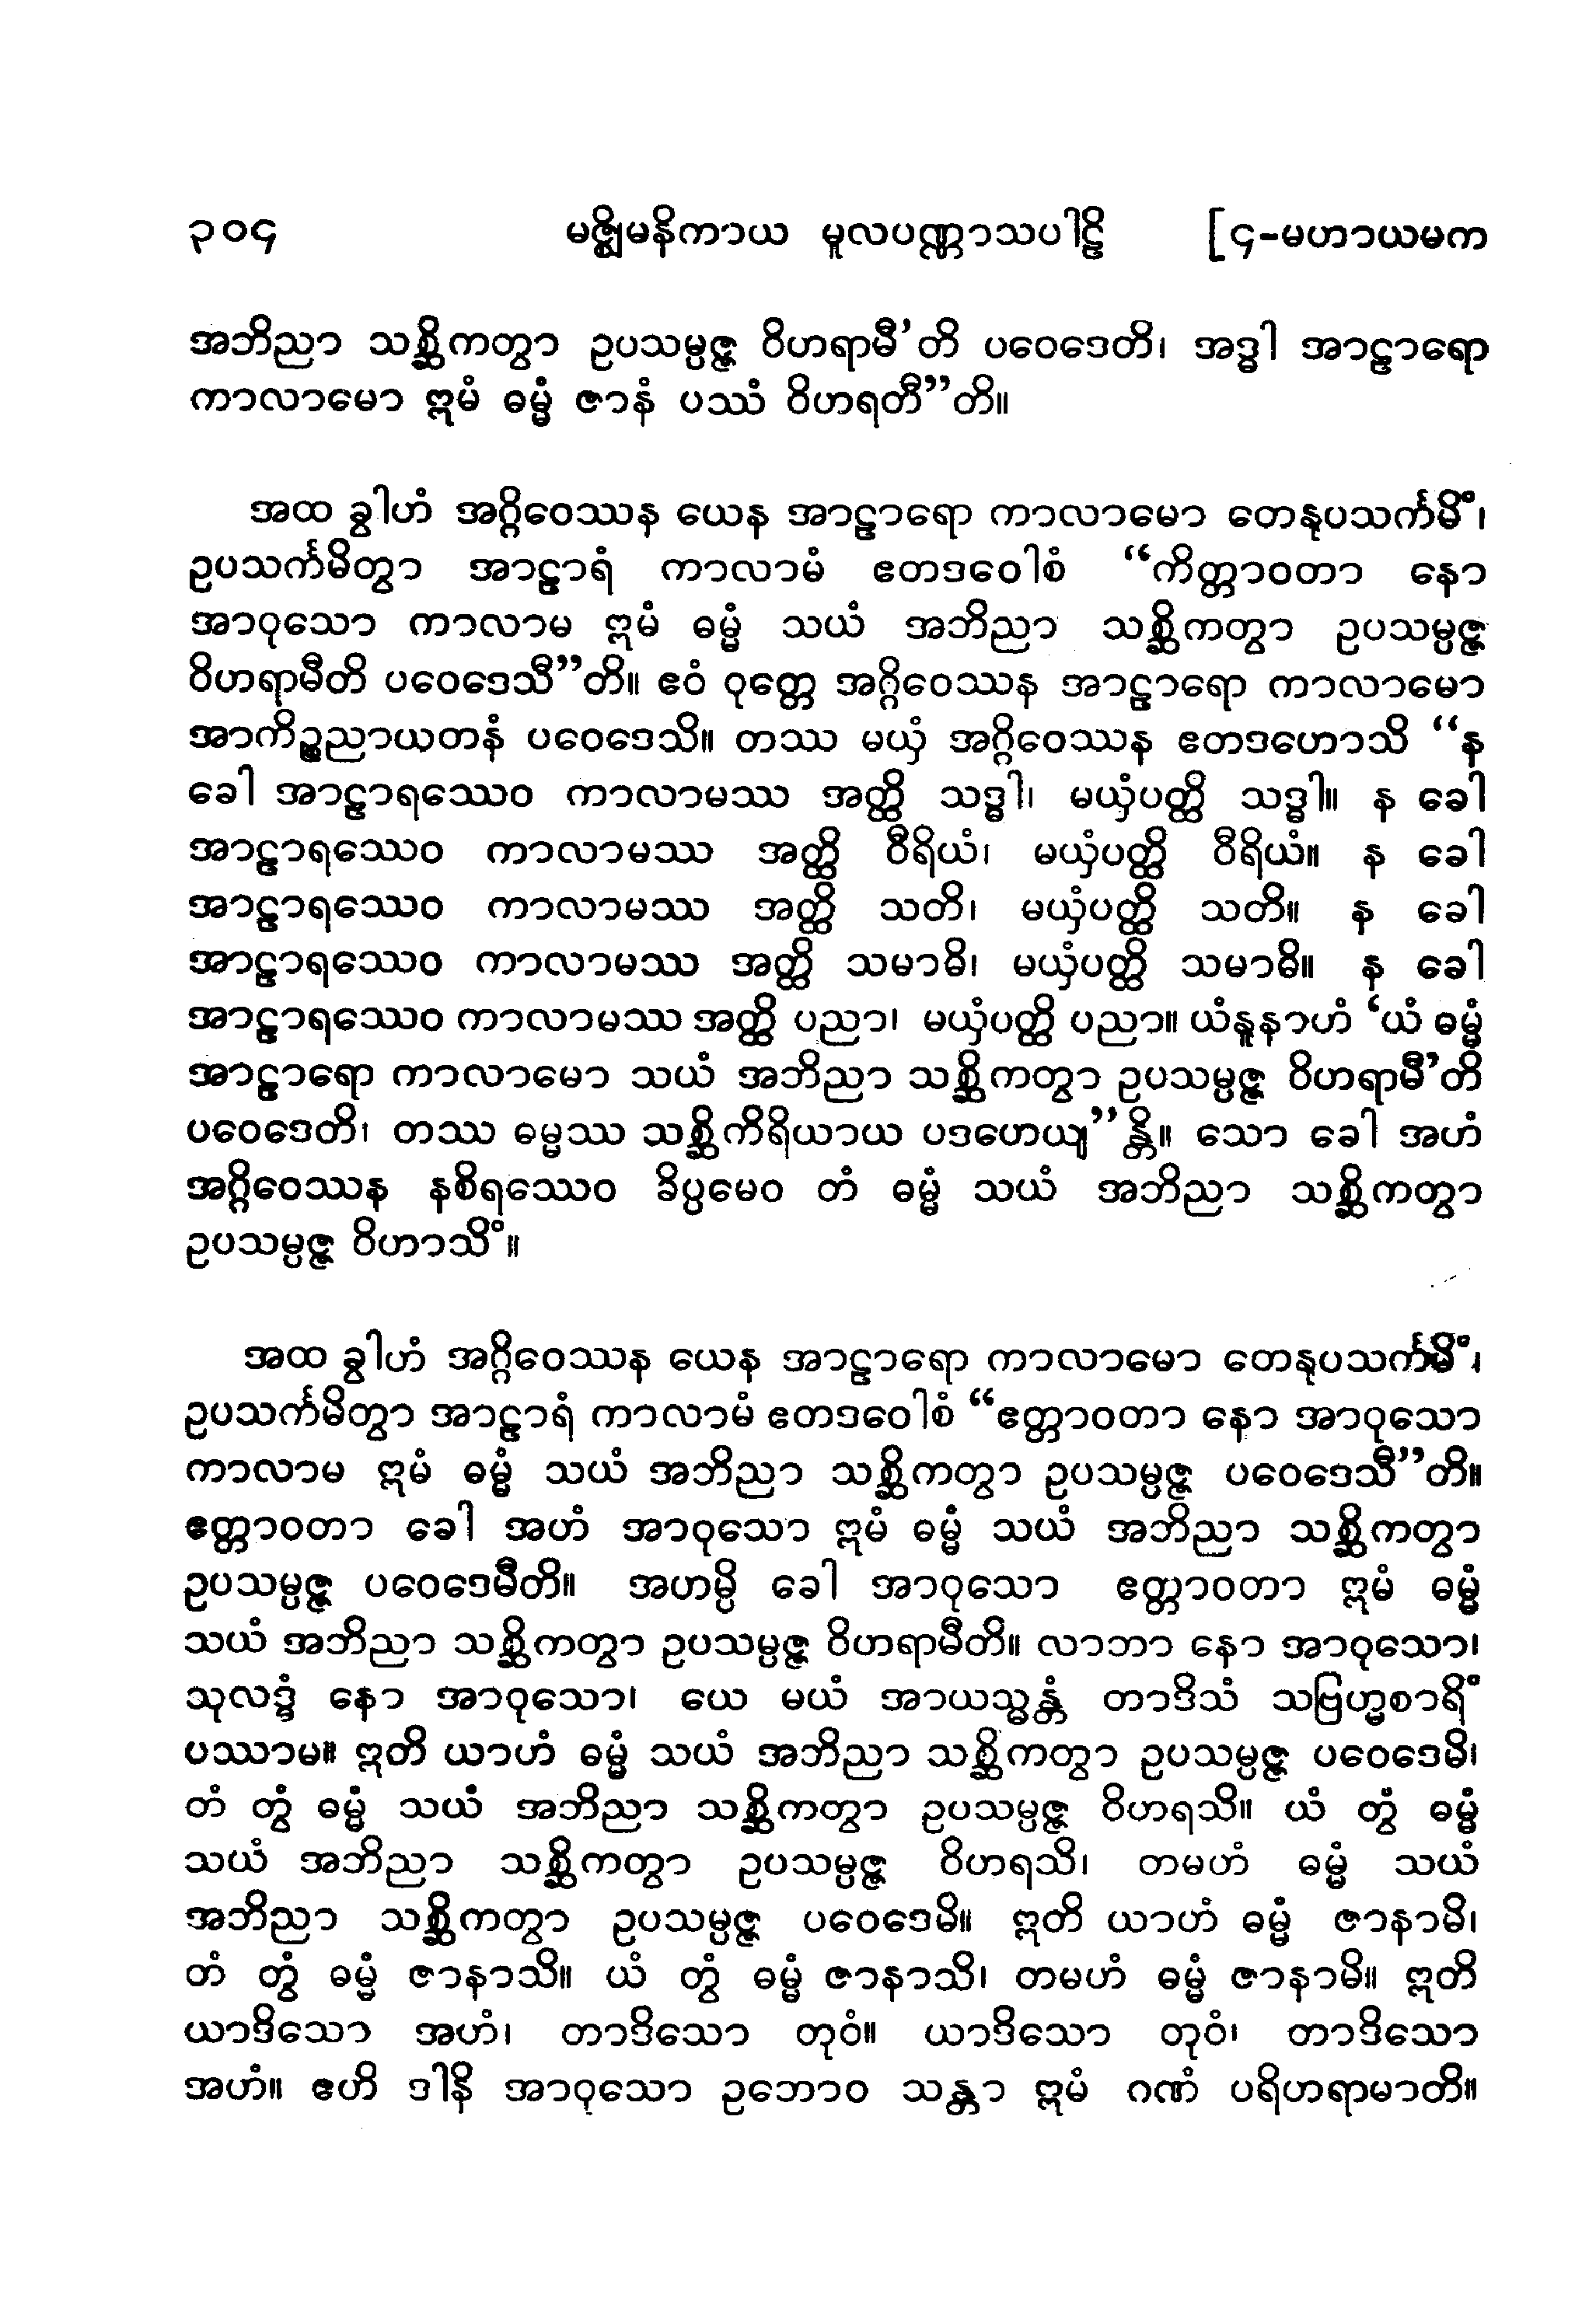 ၃၀၄ မဇ္ဈိမနိကာယ မူလပဏ္ဏာသပါဠိ [၄-မဟာယမက
အဘိညာ သစ္ဆိကတွာ ဥပသမ္ပဇ္ဇ ဝိဟရာမီ’တိ ပဝေဒေတိ၊ အဒ္ဓါ အာဠာရော
ကာလာမော ဣမံ ဓမ္မံ ဇာနံ ပဿံ ဝိဟရတီ”တိ။
အထ ခွါဟံ အဂ္ဂိဝေဿန ယေန အာဠာရော ကာလာမော တေနုပသင်္ကမိံ၊
ဥပသင်္ကမိတွာ အာဠာရံ ကာလာမံ ဧတဒဝေါစံ “ကိတ္တာဝတာ နော
အာဝုသော ကာလာမ ဣမံ ဓမ္မံ သယံ အဘိညာ သစ္ဆိကတွာ ဥပသမ္ပဇ္ဇ
ဝိဟရာမီတိ ပဝေဒေသီ”တိ။ ဧဝံ ဝုတ္တေ အဂ္ဂိဝေဿန အာဠာရော ကာလာမော
အာကိဉ္စညာယတနံ ပဝေဒေသိ။ တဿ မယှံ အဂ္ဂိဝေဿန ဧတဒဟောသိ “န
ခေါ အာဠာရဿေဝ ကာလာမဿ အတ္ထိ သဒ္ဓါ၊ မယှံပတ္ထိ သဒ္ဓါ။ န ခေါ
အာဠာရဿေဝ ကာလာမဿ အတ္ထိ ဝီရိယံ၊ မယှံပတ္ထိ ဝီရိယံ။ န ခေါ
အာဠာရဿေဝ ကာလာမဿ အတ္ထိ သတိ၊ မယှံပတ္ထိ သတိ။ န ခေါ
အာဠာရဿေဝ ကာလာမဿ အတ္ထိ သမာဓိ၊ မယှံပတ္ထိ သမာဓိ။ န ခေါ
အာဠာရဿေဝ ကာလာမဿ အတ္ထိ ပညာ၊ မယှံပတ္ထိ ပညာ။ ယံနူနာဟံ ‘ယံ ဓမ္မံ
အာဠာရော ကာလာမော သယံ အဘိညာ သစ္ဆိကတွာ ဥပသမ္ပဇ္ဇ ဝိဟရာမီ’တိ
ပဝေဒေတိ၊ တဿ ဓမ္မဿ သစ္ဆိကိရိယာယ ပဒဟေယျ”န္တိ။ သော ခေါ အဟံ
အဂ္ဂိဝေဿန နစိရဿေဝ ခိပ္ပမေဝ တံ ဓမ္မံ သယံ အဘိညာ သစ္ဆိကတွာ
ဥပသမ္ပဇ္ဇ ဝိဟာသိံ။
အထ ခွါဟံ အဂ္ဂိဝေဿန ယေန အာဠာရော ကာလာမော တေနုပသင်္ကမိံ၊
ဥပသင်္ကမိတွာ အာဠာရံ ကာလာမံ ဧတဒဝေါစံ “ဧတ္တာဝတာ နော အာဝုသော
ကာလာမ ဣမံ ဓမ္မံ သယံ အဘိညာ သစ္ဆိကတွာ ဥပသမ္ပဇ္ဇ ပဝေဒေသီ”တိ။
ဧတ္တာဝတာ ခေါ အဟံ အာဝုသော ဣမံ ဓမ္မံ သယံ အဘိညာ သစ္ဆိကတွာ
ဥပသမ္ပဇ္ဇ ပဝေဒေမီတိ။ အဟမ္ပိ ခေါ အာဝုသော ဧတ္တာဝတာ ဣမံ ဓမ္မံ
သယံ အဘိညာ သစ္ဆိကတွာ ဥပသမ္ပဇ္ဇ ဝိဟရာမီတိ။ လာဘာ နော အာဝုသော၊
သုလဒ္ဓံ နော အာဝုသော၊ ယေ မယံ အာယသ္မန္တံ တာဒိသံ သဗြဟ္မစာရိံ
ပဿာမ။ ဣတိ ယာဟံ ဓမ္မံ သယံ အဘိညာ သစ္ဆိကတွာ ဥပသမ္ပဇ္ဇ ပဝေဒေမိ၊
တံ တွံ ဓမ္မံ သယံ အဘိညာ သစ္ဆိကတွာ ဥပသမ္ပဇ္ဇ ဝိဟရသိ။ ယံ တွံ ဓမ္မံ
သယံ အဘိညာ သစ္ဆိကတွာ ဥပသမ္ပဇ္ဇ ဝိဟရသိ၊ တမဟံ ဓမ္မံ သယံ
အဘိညာ သစ္ဆိကတွာ ဥပသမ္ပဇ္ဇ ပဝေဒေမိ။ ဣတိ ယာဟံ ဓမ္မံ ဇာနာမိ၊
တံ တွံ ဓမ္မံ ဇာနာသိ။ ယံ တွံ ဓမ္မံ ဇာနာသိ၊ တမဟံ ဓမ္မံ ဇာနာမိ။ ဣတိ
ယာဒိသော အဟံ၊ တာဒိသော တုဝံ။ ယာဒိသော တုဝံ၊ တာဒိသော
အဟံ။ ဧဟိ ဒါနိ အာဝုသော ဥဘောဝ သန္တာ ဣမံ ဂဏံ ပရိဟရာမာတိ။